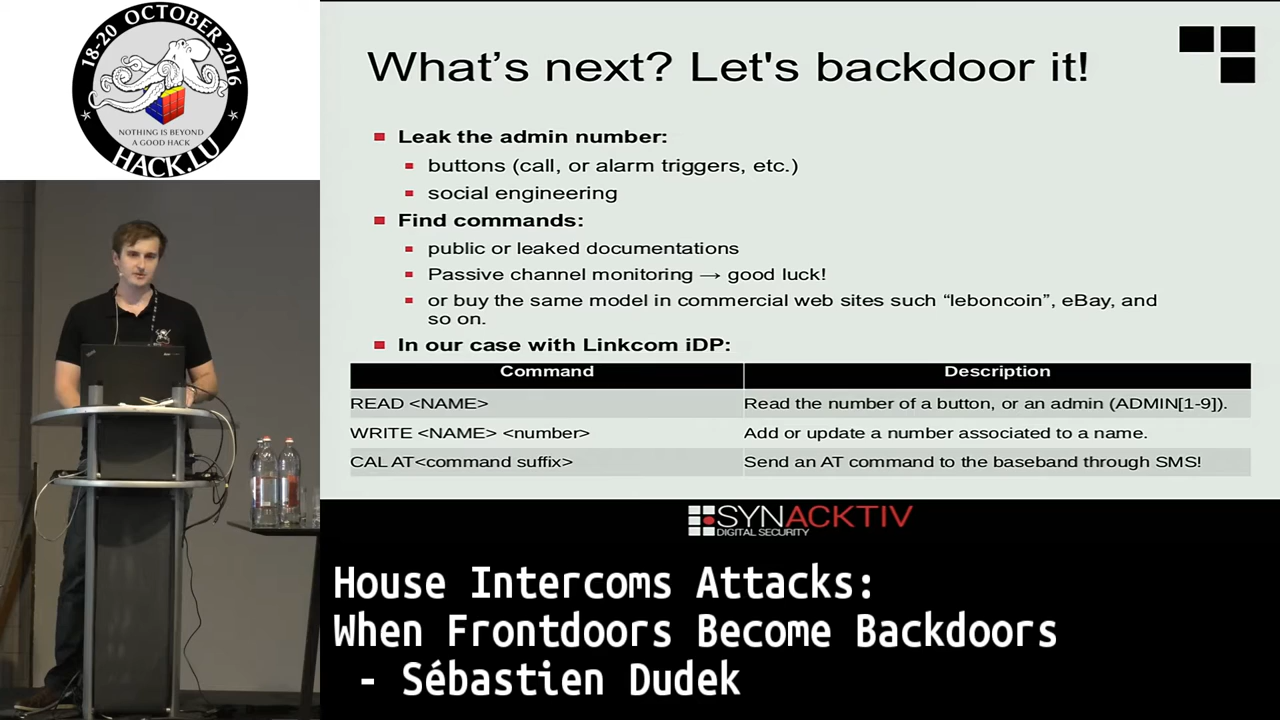 18-20 OCTOBER 2016
NOTHING IS BEYOND
A GOOD HACK
HACK.LU
What's next? Let's backdoor it!
Leak the admin number:
buttons (call, or alarm triggers, etc.)
social engineering
Find commands:
public or leaked documentations
Passive channel monitoring → good luck!
or buy the same model in commercial web sites such “leboncoin”, eBay, and
so on.
In our case with Linkcom iDP:
Command Description
READ <NAME> Read the number of a button, or an admin (ADMIN[1-9]).
WRITE <NAME> <number> Add or update a number associated to a name.
CAL AT<command suffix> Send an AT command to the baseband through SMS!
SYNACKTIV
DIGITAL SECURITY
House Intercoms Attacks:
When Frontdoors Become Backdoors
- Sébastien Dudek